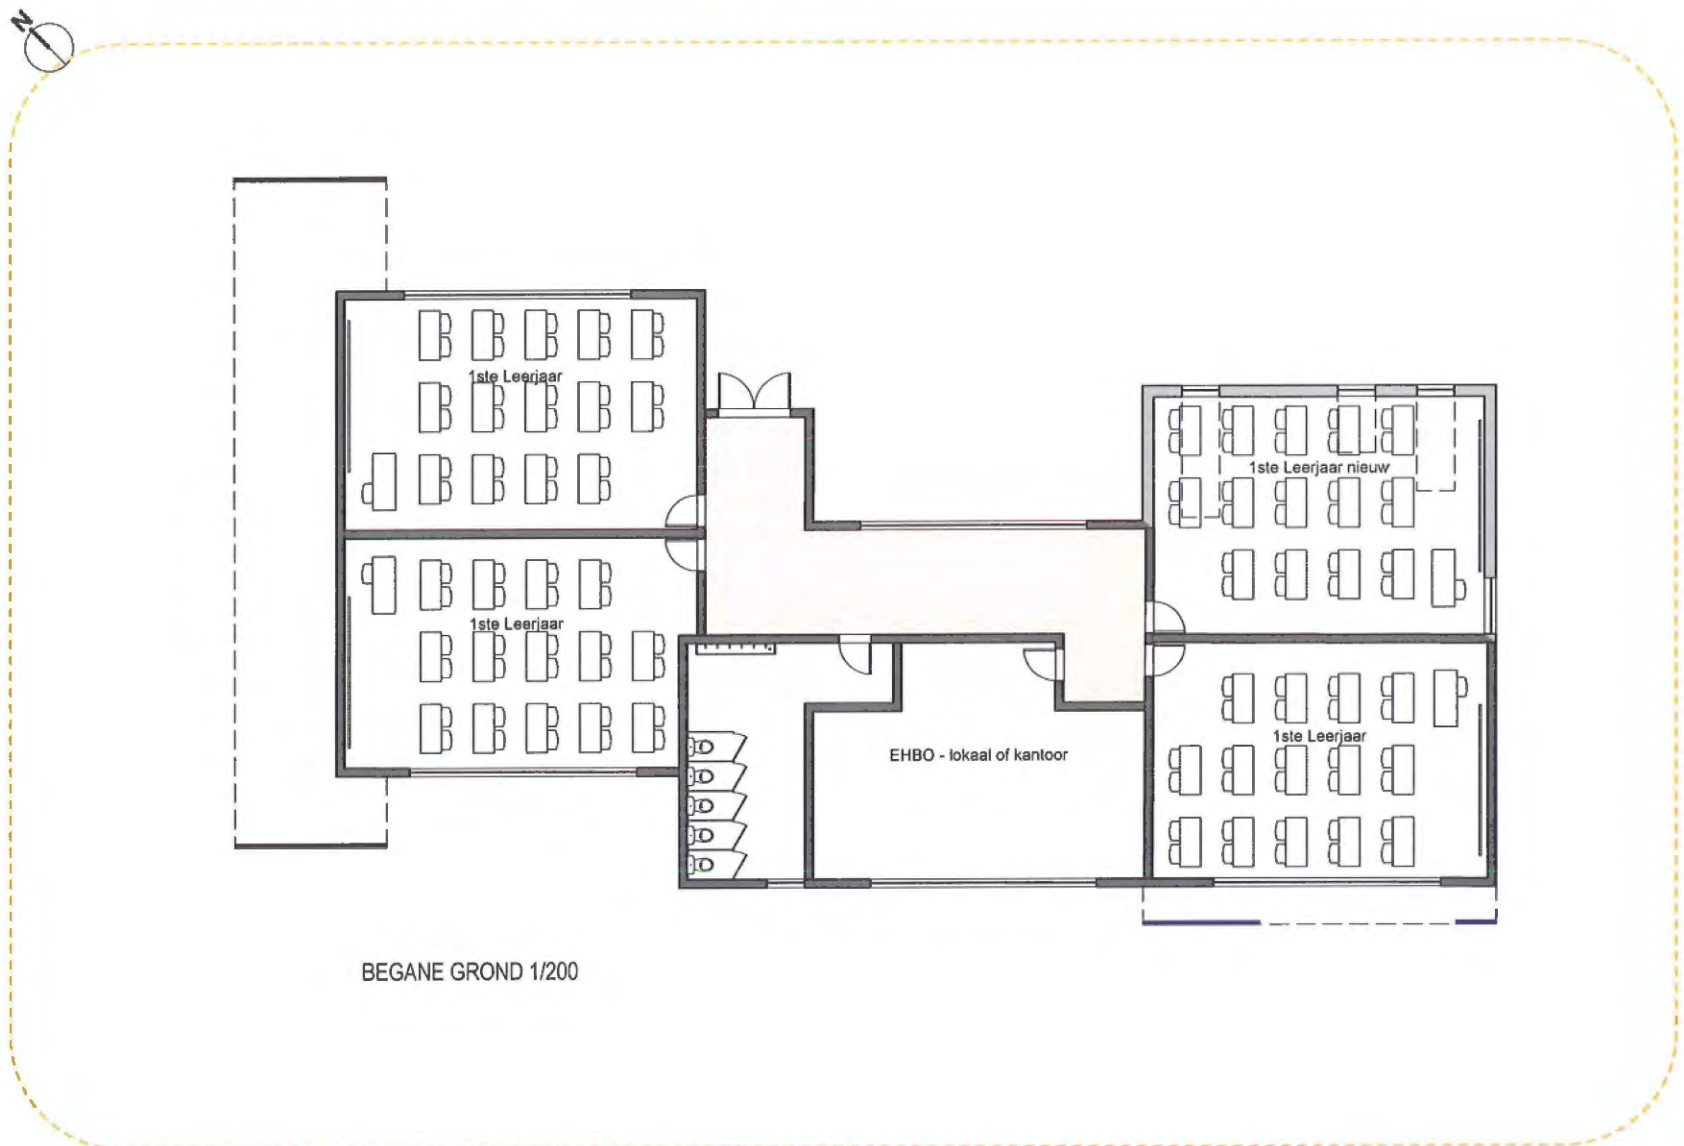 N
1ste Leerjaar
1ste Leerjaar nieuw
1ste Leerjaar
1ste Leerjaar
EHBO - lokaal of kantoor
BEGANE GROND 1/200